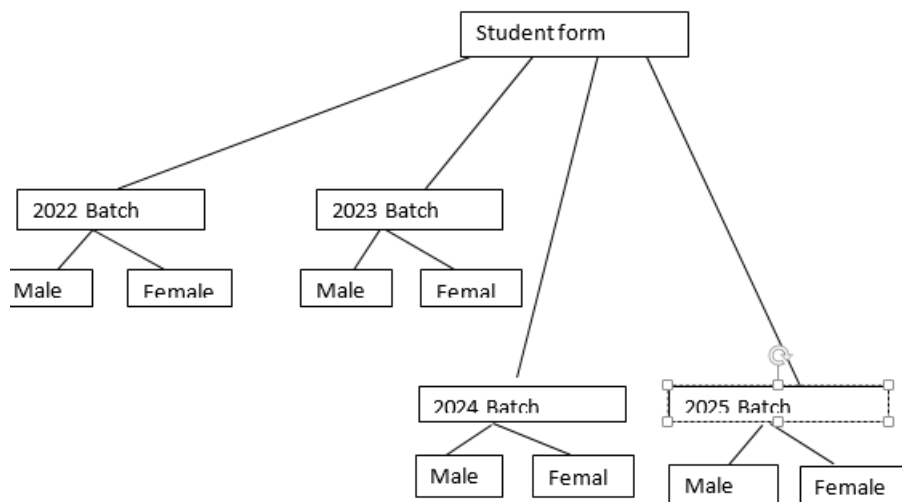 Student form
2022 Batch
2023 Batch
Male
Female
Male
Femal
2024 Batch
2025 Batch
Male
Femal
Male
Female